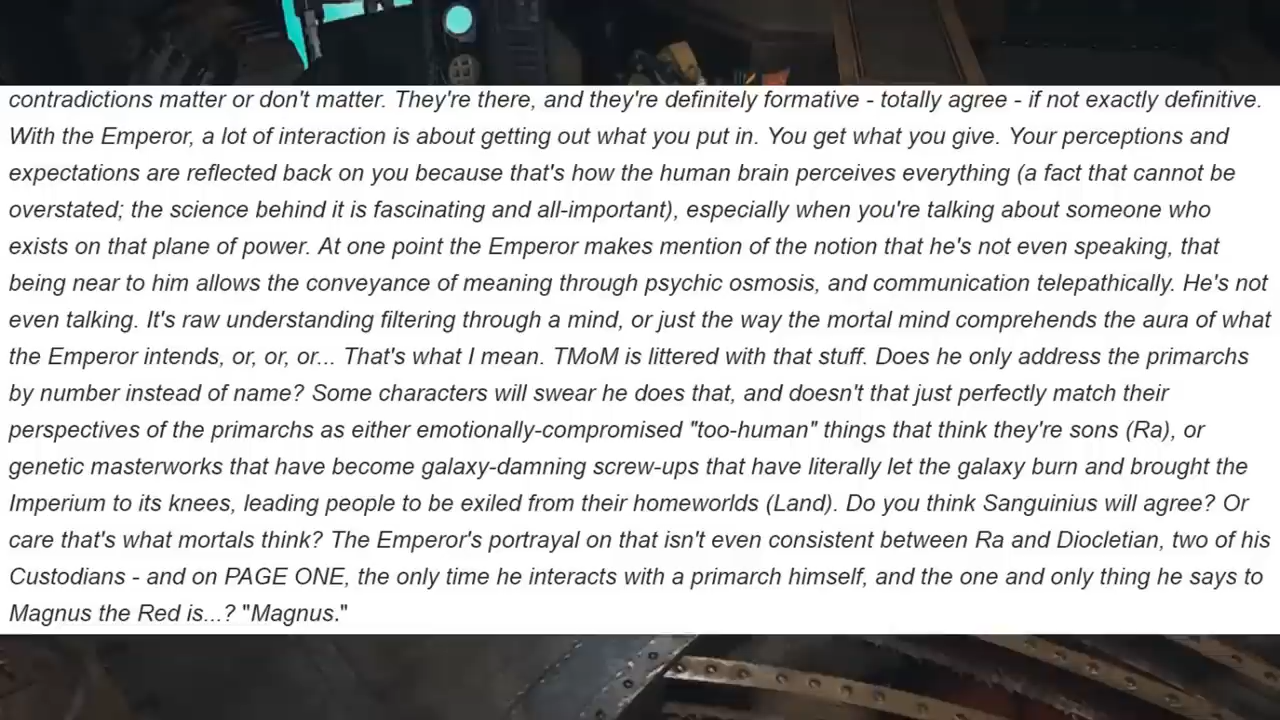 contradictions matter or don't matter. They're there, and they're definitely formative - totally agree - if not exactly definitive.
With the Emperor, a lot of interaction is about getting out what you put in. You get what you give. Your perceptions and
expectations are reflected back on you because that's how the human brain perceives everything (a fact that cannot be
overstated; the science behind it is fascinating and all-important), especially when you're talking about someone who
exists on that plane of power. At one point the Emperor makes mention of the notion that he's not even speaking, that
being near to him allows the conveyance of meaning through psychic osmosis, and communication telepathically. He's not
even talking. It's raw understanding filtering through a mind, or just the way the mortal mind comprehends the aura of what
the Emperor intends, or, or, or... That's what I mean. TMoM is littered with that stuff. Does he only address the primarchs
by number instead of name? Some characters will swear he does that, and doesn't that just perfectly match their
perspectives of the primarchs as either emotionally-compromised "too-human" things that think they're sons (Ra), or
genetic masterworks that have become galaxy-damning screw-ups that have literally let the galaxy burn and brought the
Imperium to its knees, leading people to be exiled from their homeworlds (Land). Do you think Sanguinius will agree? Or
care that's what mortals think? The Emperor's portrayal on that isn't even consistent between Ra and Diocletian, two of his
Custodians - and on PAGE ONE, the only time he interacts with a primarch himself, and the one and only thing he says to
Magnus the Red is...? "Magnus."